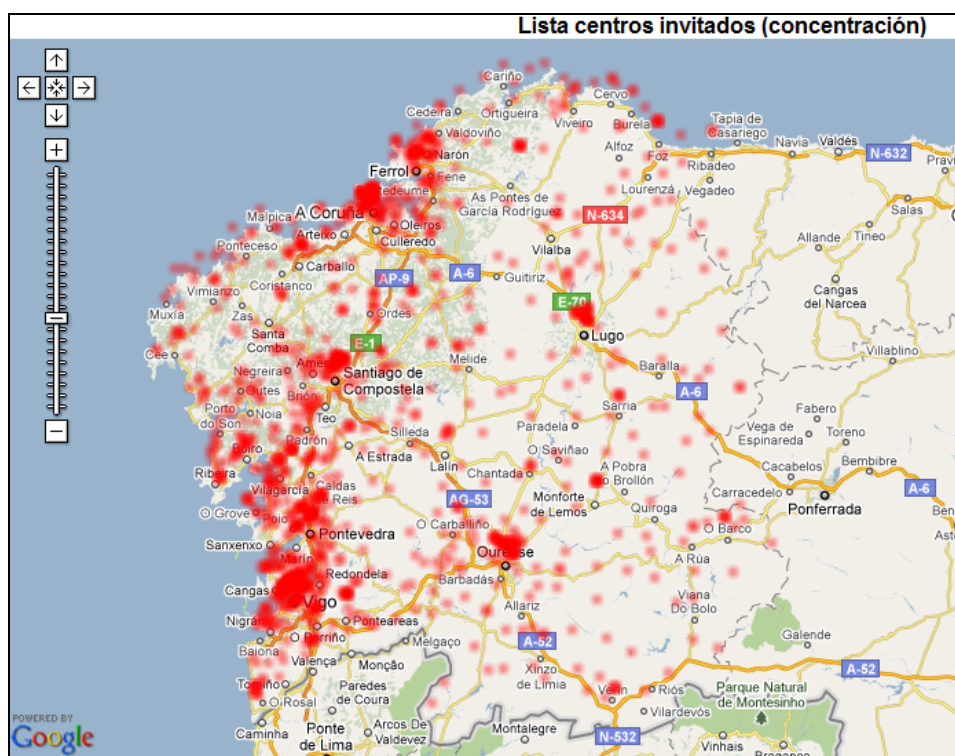 Lista centros invitados (concentración)
Cariño
Cedeira
Ortigueira
Cervo
Viveiro
Burela
Tapia de
Casariego
Valdoviño
Navia
Valdés
N-632
Pravi
Narón
Alfoz
Foz
Ribadeo
Ferrol
Fene
Lourenzá
Vegadeo
As Pontes de
García Rodríguez
Salas
A Coruña
Malpica
Oleiros
N-634
Tineo
Arteixo
Culleredo
Vilalba
Allande
Ponteceso
Carballo
AP-9
A-6
Guitiriz
Coristanco
Cangas
del Narcea
Vimianzo
E-70
Muxía
Zas
Ordes
Santa
Comba
Lugo
E-1
Cee
Ames
Melide
Villablino
Negreira
Santiago de
Compostela
Baralla
A-6
Outes
Brión
Sarria
Fabero
Porto
do Son
Noia
Teo
Paradela
Vega de
Espinareda
Toreno
Padrón
Silleda
A Estrada
Lalín
O Saviñao
Boiro
Bembibre
Ribeira
Chantada
A Pobra
o Brollón
Cacabelos
Vilagarcía
Caldas
de Reis
AG-53
Monforte
de Lemos
Carracedelo
A-6
O Grove
Poio
Quiroga
Ponferrada
Pontevedra
O Carballiño
O Barco
Sanxenxo
Marín
Ourense
A Rúa
Redondela
Barbadás
Cangas
Vigo
Viana
Do Bolo
Nigrán
Ponteareas
Allariz
O Porriño
Melgaço
A-52
Galende
Baiona
Valença
Monção
Xinzo
de Limia
A-52
Tomiño
Paredes
de Coura
Verín
Riós
Parque Natural
de Montesinho
O Rosal
Vilardevós
Caminha
Ponte
de Lima
Arcos De
Valdevez
Montalegre
N-532
Vinhais
POWERED BY
Google